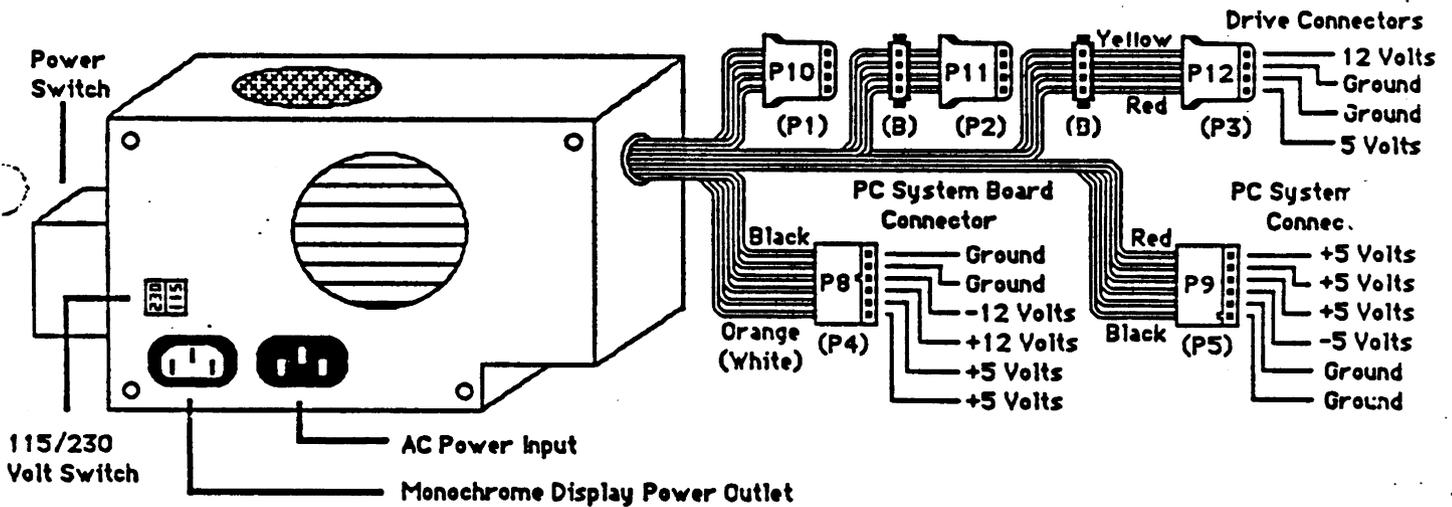 Drive Connectors
Power
Switch
Yellow
P10
P11
P12
Red
12 Volts
Ground
Ground
5 Volts
(P1)
(B)
(P2)
(B)
(P3)
PC System Board
Connector
PC System
Connec.
Black
P8
Orange
(White)
(P4)
Ground
Ground
-12 Volts
+12 Volts
+5 Volts
+5 Volts
Red
P9
Black
(P5)
+5 Volts
+5 Volts
+5 Volts
-5 Volts
Ground
Ground
230
115
115/230
Volt Switch
AC Power Input
Monochrome Display Power Outlet